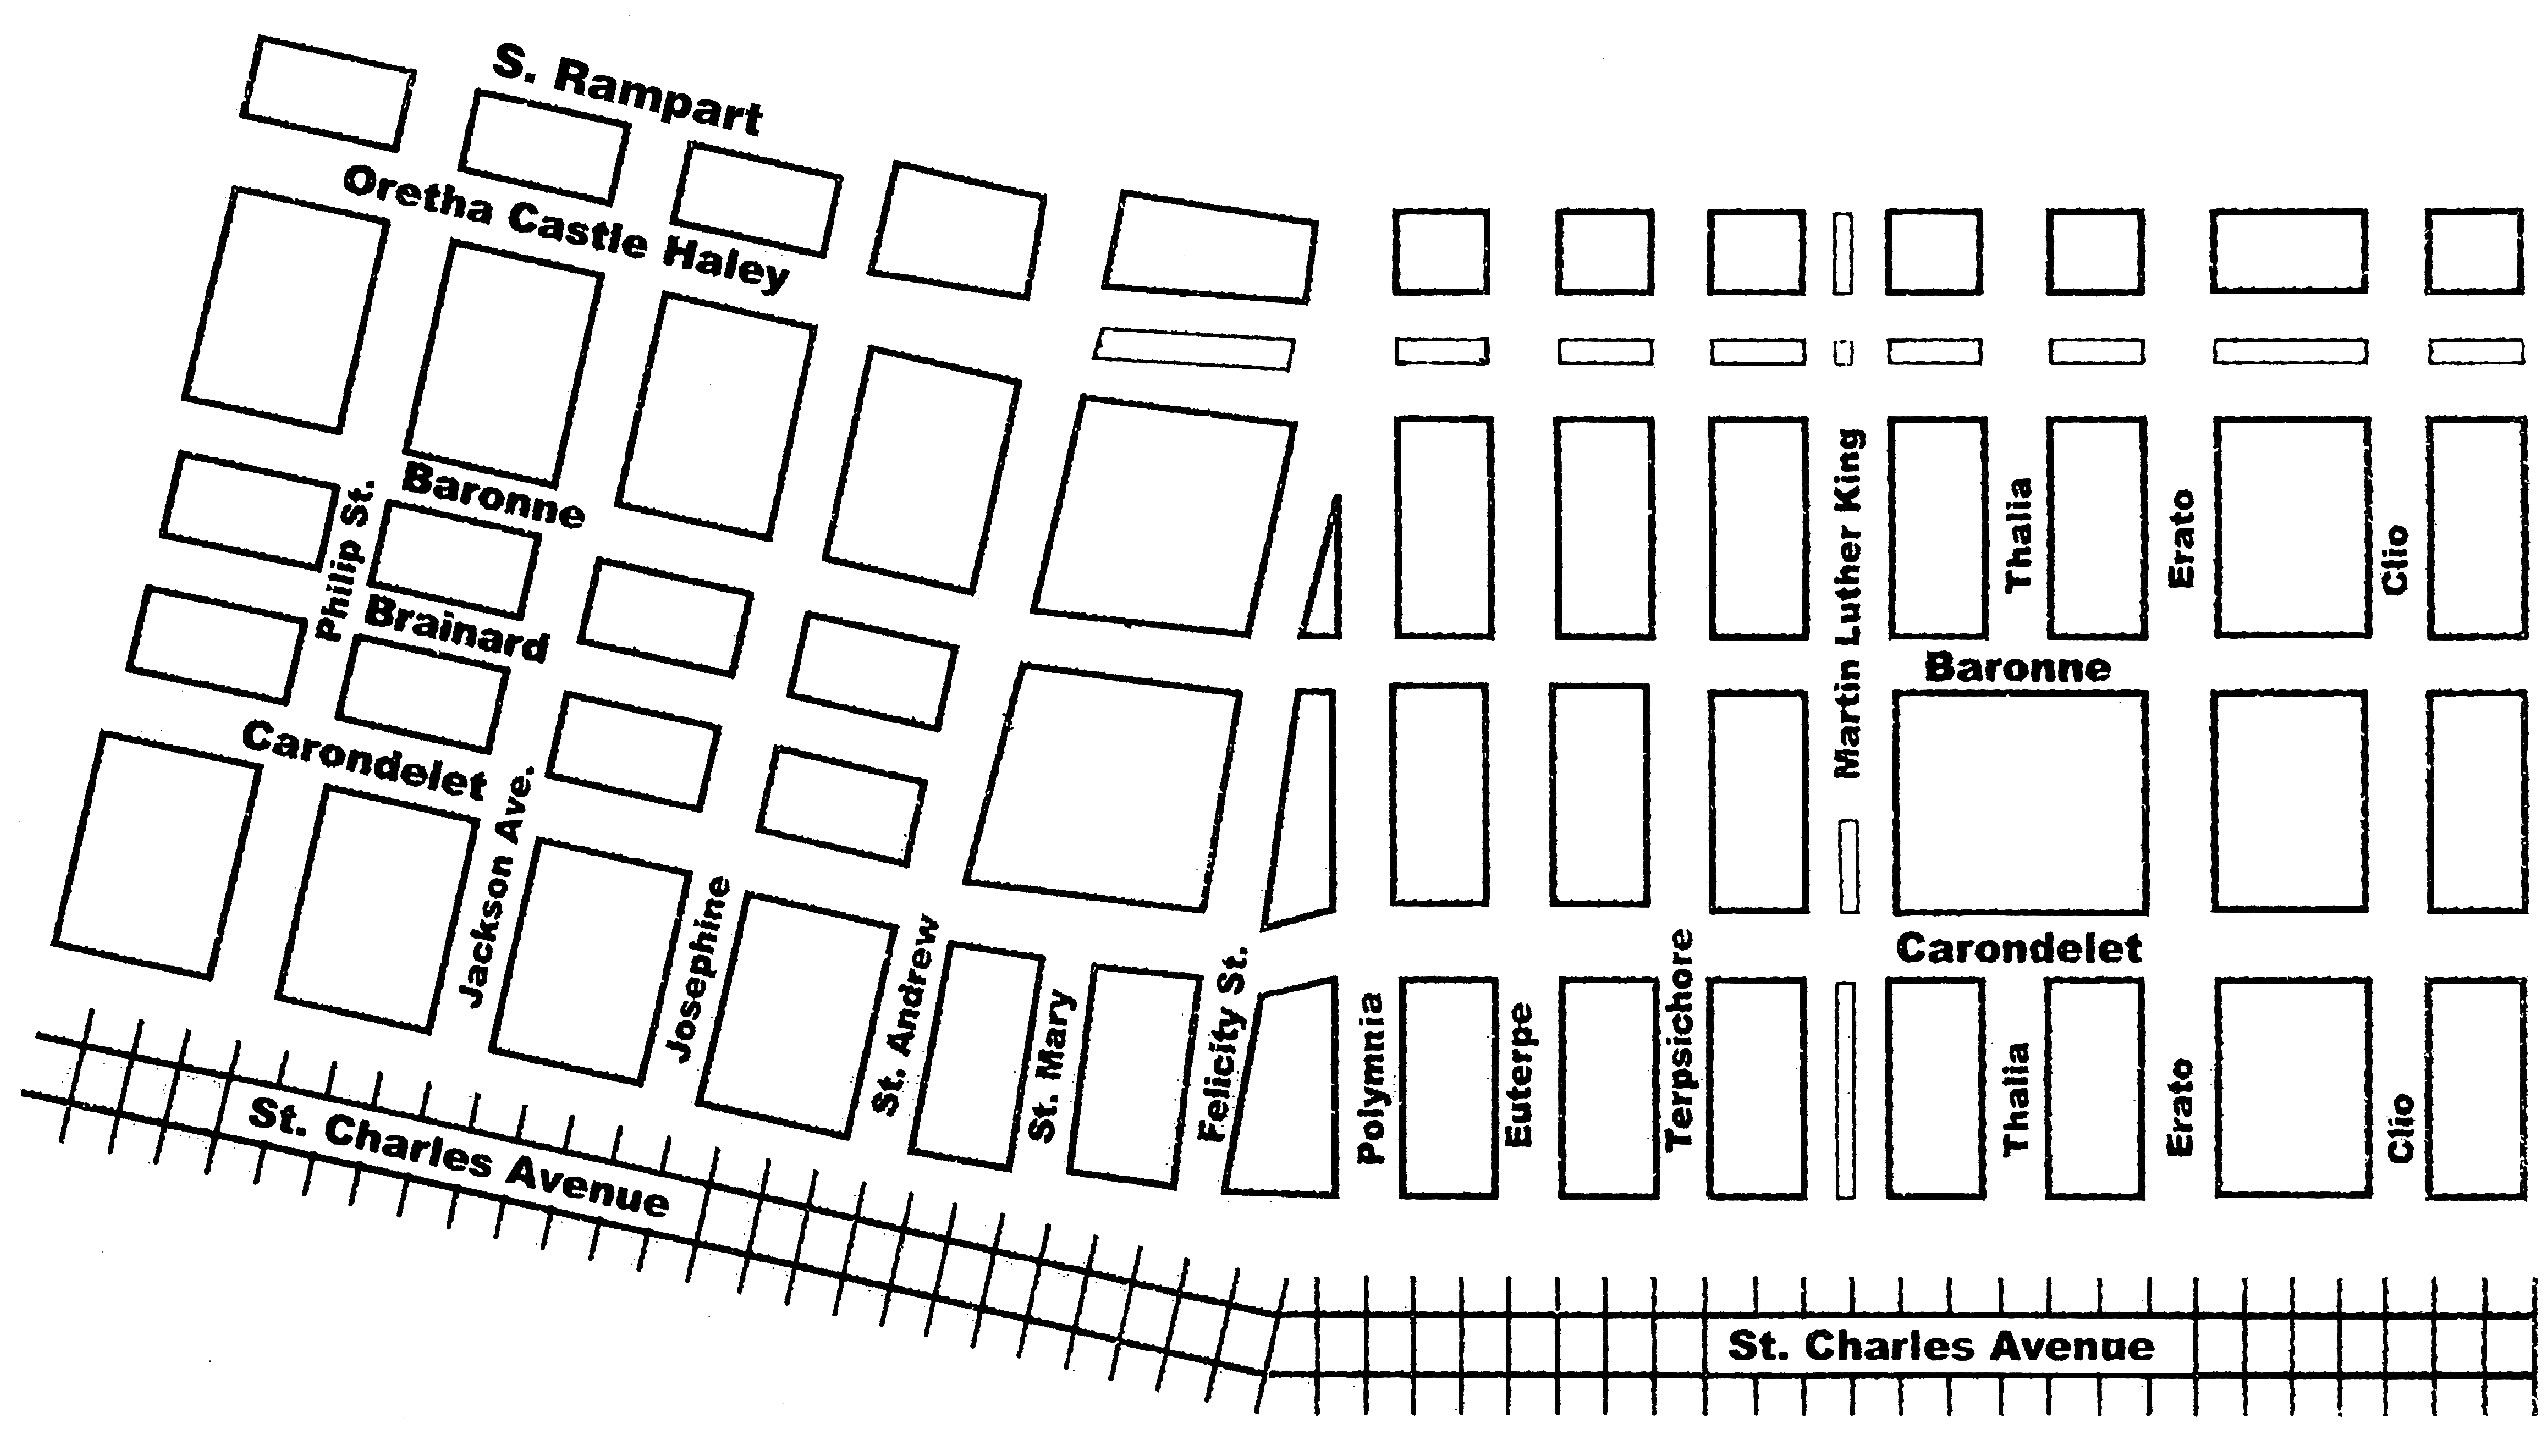 S. Rampart
Oretha Castle Haley
Philip St.
Baronne
Brainard
Carondelet
Jackson Ave.
Josephine
St. Andrew
St. Mary
Felicity St.
St. Charles Avenue
Martin Luther King
Thalia
Erato
Clio
Baronne
Carondelet
Polymnia
Euterpe
Terpsichore
Thalia
Erato
Clio
St. Charles Avenue